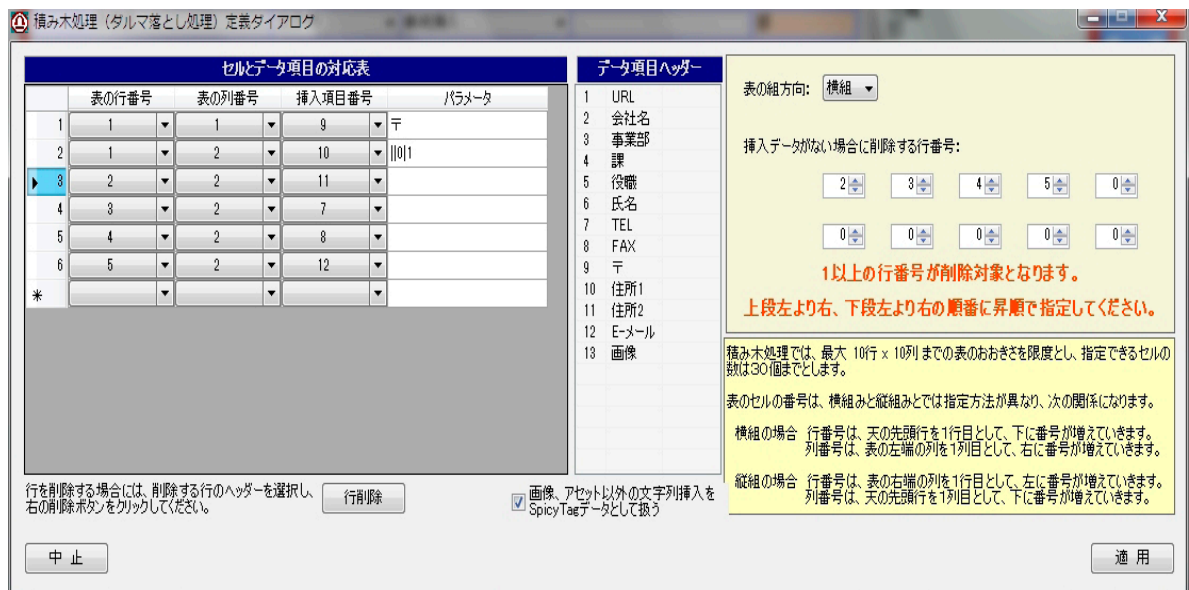 積み木処理（ダルマ落とし処理）定義ダイアログ
セルとデータ項目の対応表
表の行番号 表の列番号 挿入項目番号 パラメータ
1 1 1 9 〒
2 1 2 10 ||0|1
3 2 2 11
4 3 2 7
5 4 2 8
6 5 2 12
*
行を削除する場合には、削除する行のヘッダーを選択し、
右の削除ボタンをクリックしてください。
行削除
データ項目ヘッダー
1 URL
2 会社名
3 事業部
4 課
5 役職
6 氏名
7 TEL
8 FAX
9 〒
10 住所1
11 住所2
12 E-メール
13 画像
画像、アセット以外の文字列挿入を
SpicyTagデータとして扱う
表の組方向: 横組
挿入データがない場合に削除する行番号:
2 3 4 5 0
0 0 0 0 0
1以上の行番号が削除対象となります。
上段左より右、下段左より右の順番に昇順で指定してください。
積み木処理では、最大 10行 x 10列 までの表のおおきさを限度とし、指定できるセルの
数は30個までとします。
表のセルの番号は、横組みと縦組みとでは指定方法が異なり、次の関係になります。
横組の場合 行番号は、天の先頭行を1行目として、下に番号が増えていきます。
列番号は、表の左端の列を1列目として、右に番号が増えていきます。
縦組の場合 行番号は、表の右端の列を1行目として、左に番号が増えていきます。
列番号は、天の先頭行を1列目として、下に番号が増えていきます。
中止
適用